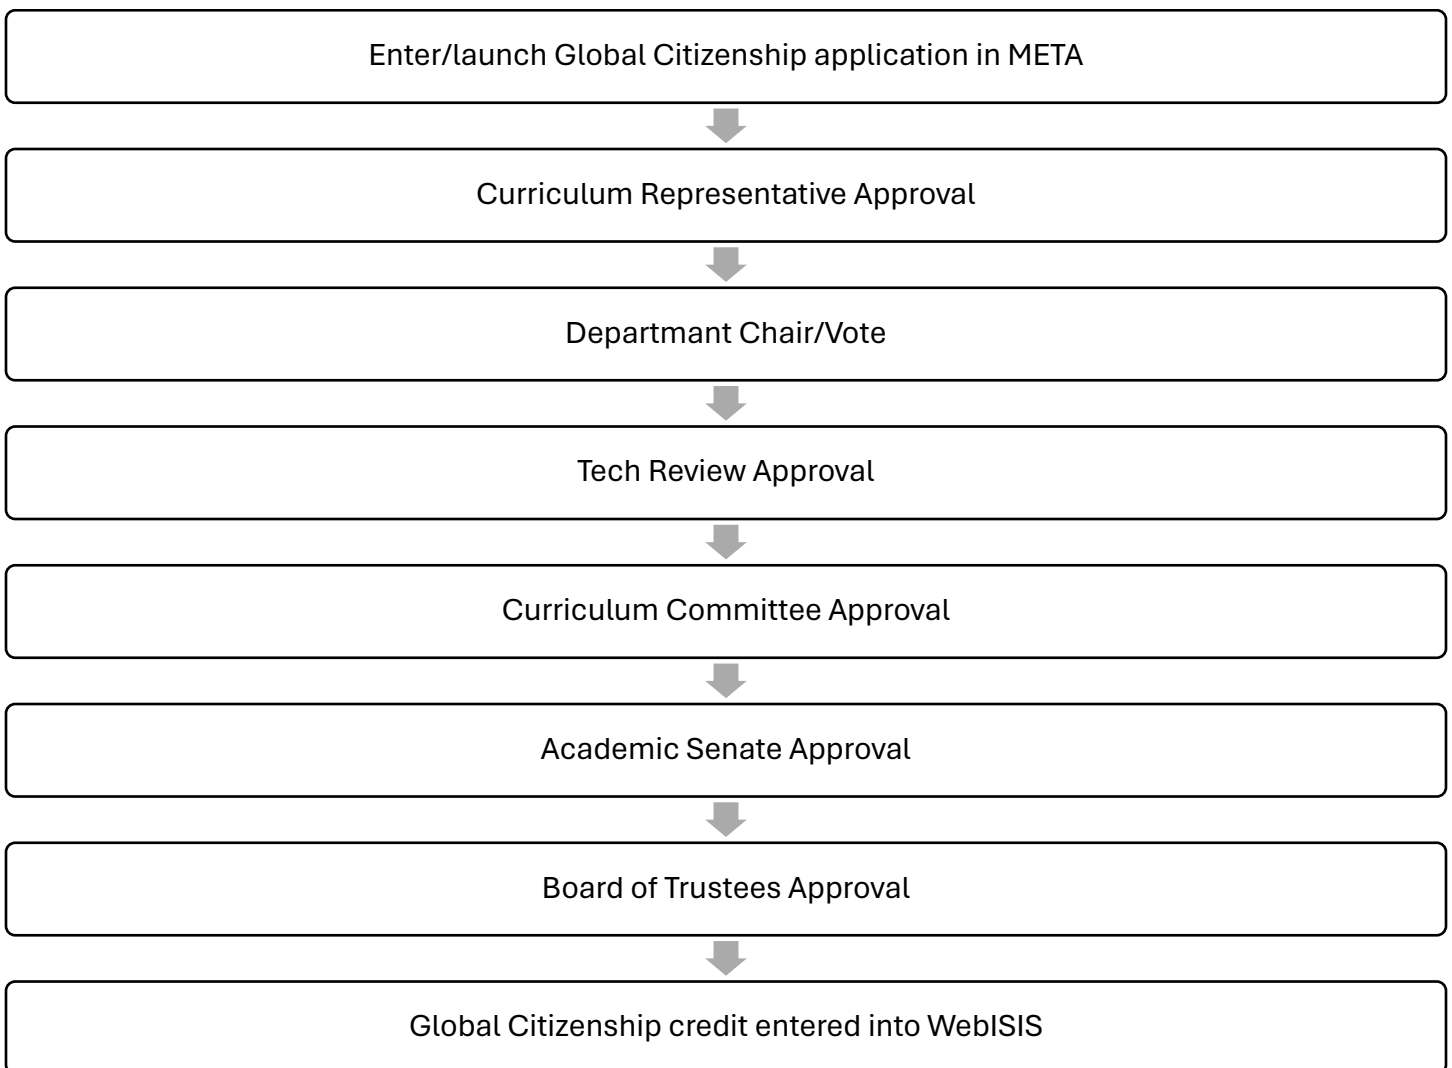 Enter/launch Global Citizenship application in META
Curriculum Representative Approval
Departmant Chair/Vote
Tech Review Approval
Curriculum Committee Approval
Academic Senate Approval
Board of Trustees Approval
Global Citizenship credit entered into WebISIS